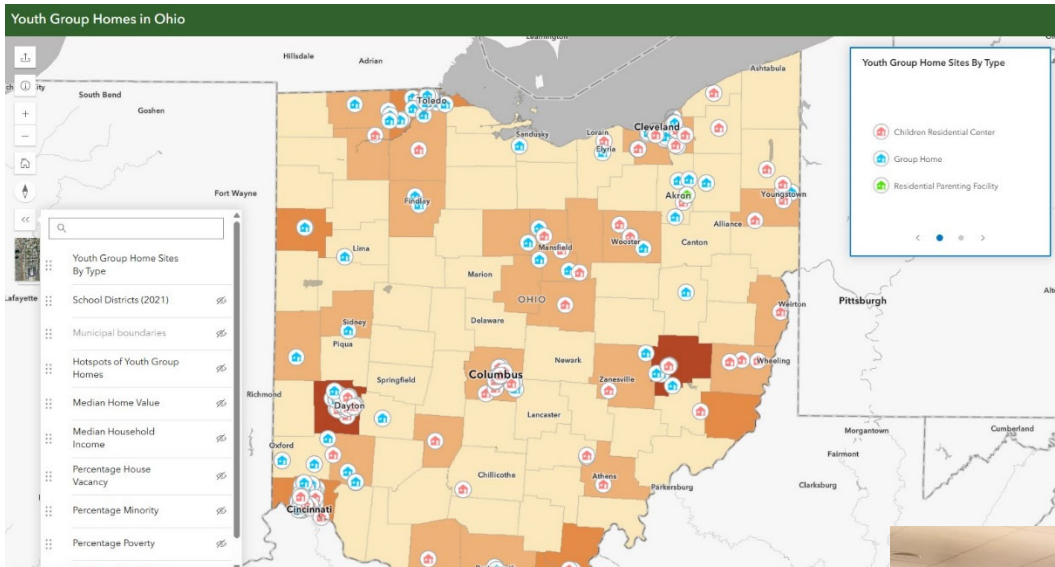 Youth Group Homes in Ohio
Youth Group Home Sites By Type
Children Residential Center
Group Home
Residential Parenting Facility
Youth Group Home Sites
By Type
School Districts (2021)
Municipal boundaries
Hotspots of Youth Group
Homes
Median Home Value
Median Household
Income
Percentage House
Vacancy
Percentage Minority
Percentage Poverty
Hillsdale
Adrian
Ashtabula
South Bend
Goshen
Toledo
Sandusky
Lorain
Cleveland
Elyria
Fort Wayne
Findlay
Akron
Youngstown
Alliance
Lima
Mansfield
Wooster
Canton
Marion
OHIO
Weirton
Pittsburgh
Sidney
Delaware
Piqua
Newark
Wheeling
Columbus
Zanesville
Springfield
Richmond
Dayton
Lancaster
Morgantown
Cumberland
Oxford
Fairmont
Chillicothe
Athens
Parkersburg
Clarksburg
Cincinnati